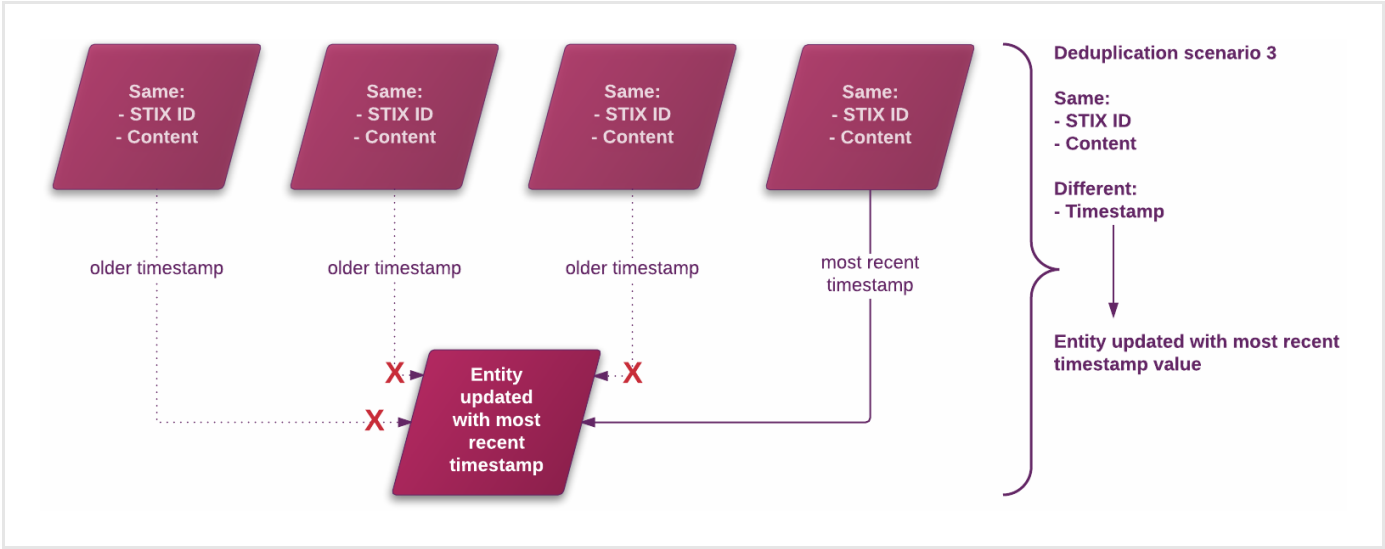 Same:
- STIX ID
- Content
Same:
- STIX ID
- Content
Same:
- STIX ID
- Content
Same:
- STIX ID
- Content
older timestamp
older timestamp
older timestamp
most recent
timestamp
X
X
X
Entity
updated
with most
recent
timestamp
Deduplication scenario 3
Same:
- STIX ID
- Content
Different:
- Timestamp
Entity updated with most recent
timestamp value